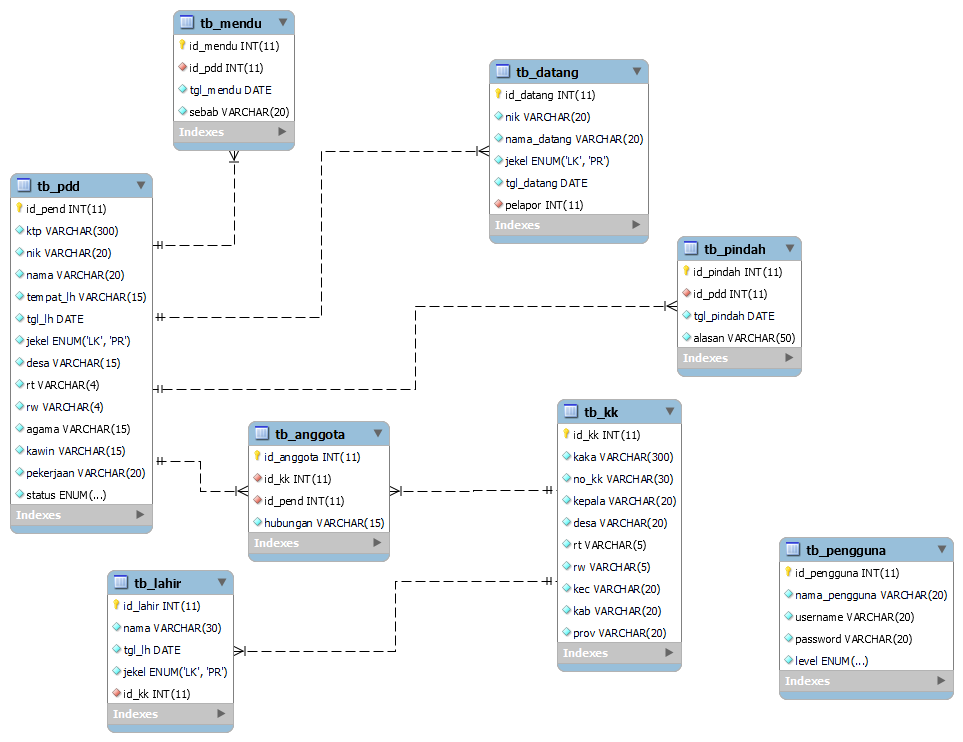 tb_mendu
id_mendu INT(11)
id_pdd INT(11)
tgl_mendu DATE
sebab VARCHAR(20)
Indexes
tb_datang
id_datang INT(11)
nik VARCHAR(20)
nama_datang VARCHAR(20)
jekel ENUM('LK', 'PR')
tgl_datang DATE
pelapor INT(11)
Indexes
tb_pdd
id_pend INT(11)
ktp VARCHAR(300)
nik VARCHAR(20)
nama VARCHAR(20)
tempat_lh VARCHAR(15)
tgl_lh DATE
jekel ENUM('LK', 'PR')
desa VARCHAR(15)
rt VARCHAR(4)
rw VARCHAR(4)
agama VARCHAR(15)
kawin VARCHAR(15)
pekerjaan VARCHAR(20)
status ENUM(...)
Indexes
tb_pindah
id_pindah INT(11)
id_pdd INT(11)
tgl_pindah DATE
alasan VARCHAR(50)
Indexes
tb_anggota
id_anggota INT(11)
id_kk INT(11)
id_pend INT(11)
hubungan VARCHAR(15)
Indexes
tb_kk
id_kk INT(11)
kaka VARCHAR(300)
no_kk VARCHAR(30)
kepala VARCHAR(20)
desa VARCHAR(20)
rt VARCHAR(5)
rw VARCHAR(5)
kec VARCHAR(20)
kab VARCHAR(20)
prov VARCHAR(20)
Indexes
tb_lahir
id_lahir INT(11)
nama VARCHAR(30)
tgl_lh DATE
jekel ENUM('LK', 'PR')
id_kk INT(11)
Indexes
tb_pengguna
id_pengguna INT(11)
nama_pengguna VARCHAR(20)
username VARCHAR(20)
password VARCHAR(20)
level ENUM(...)
Indexes